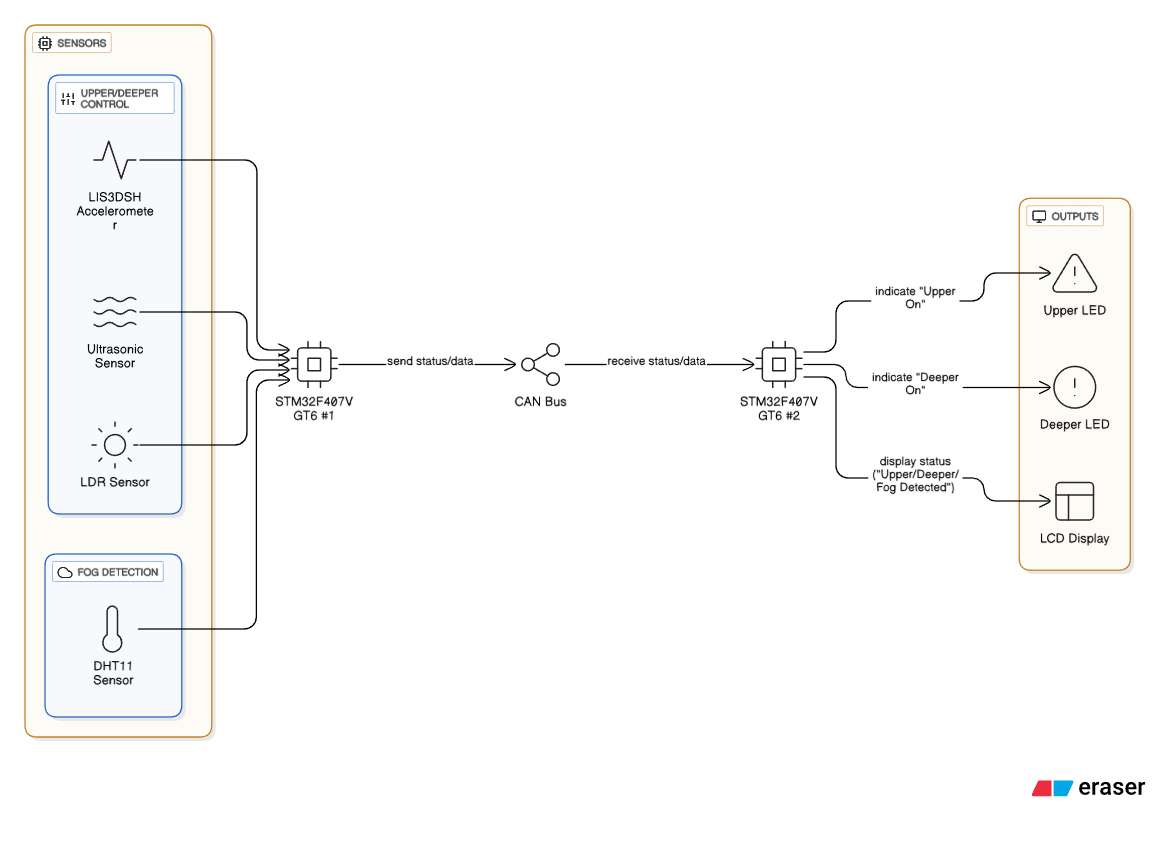 SENSORS
UPPER/DEEPER
CONTROL
LIS3DSH
Acceleromete
r
Ultrasonic
Sensor
LDR Sensor
FOG DETECTION
DHT11
Sensor
STM32F407V
GT6 #1
send status/data
CAN Bus
receive status/data
STM32F407V
GT6 #2
indicate "Upper
On"
indicate "Deeper
On"
display status
("Upper/Deeper/
Fog Detected")
OUTPUTS
Upper LED
Deeper LED
LCD Display
eraser